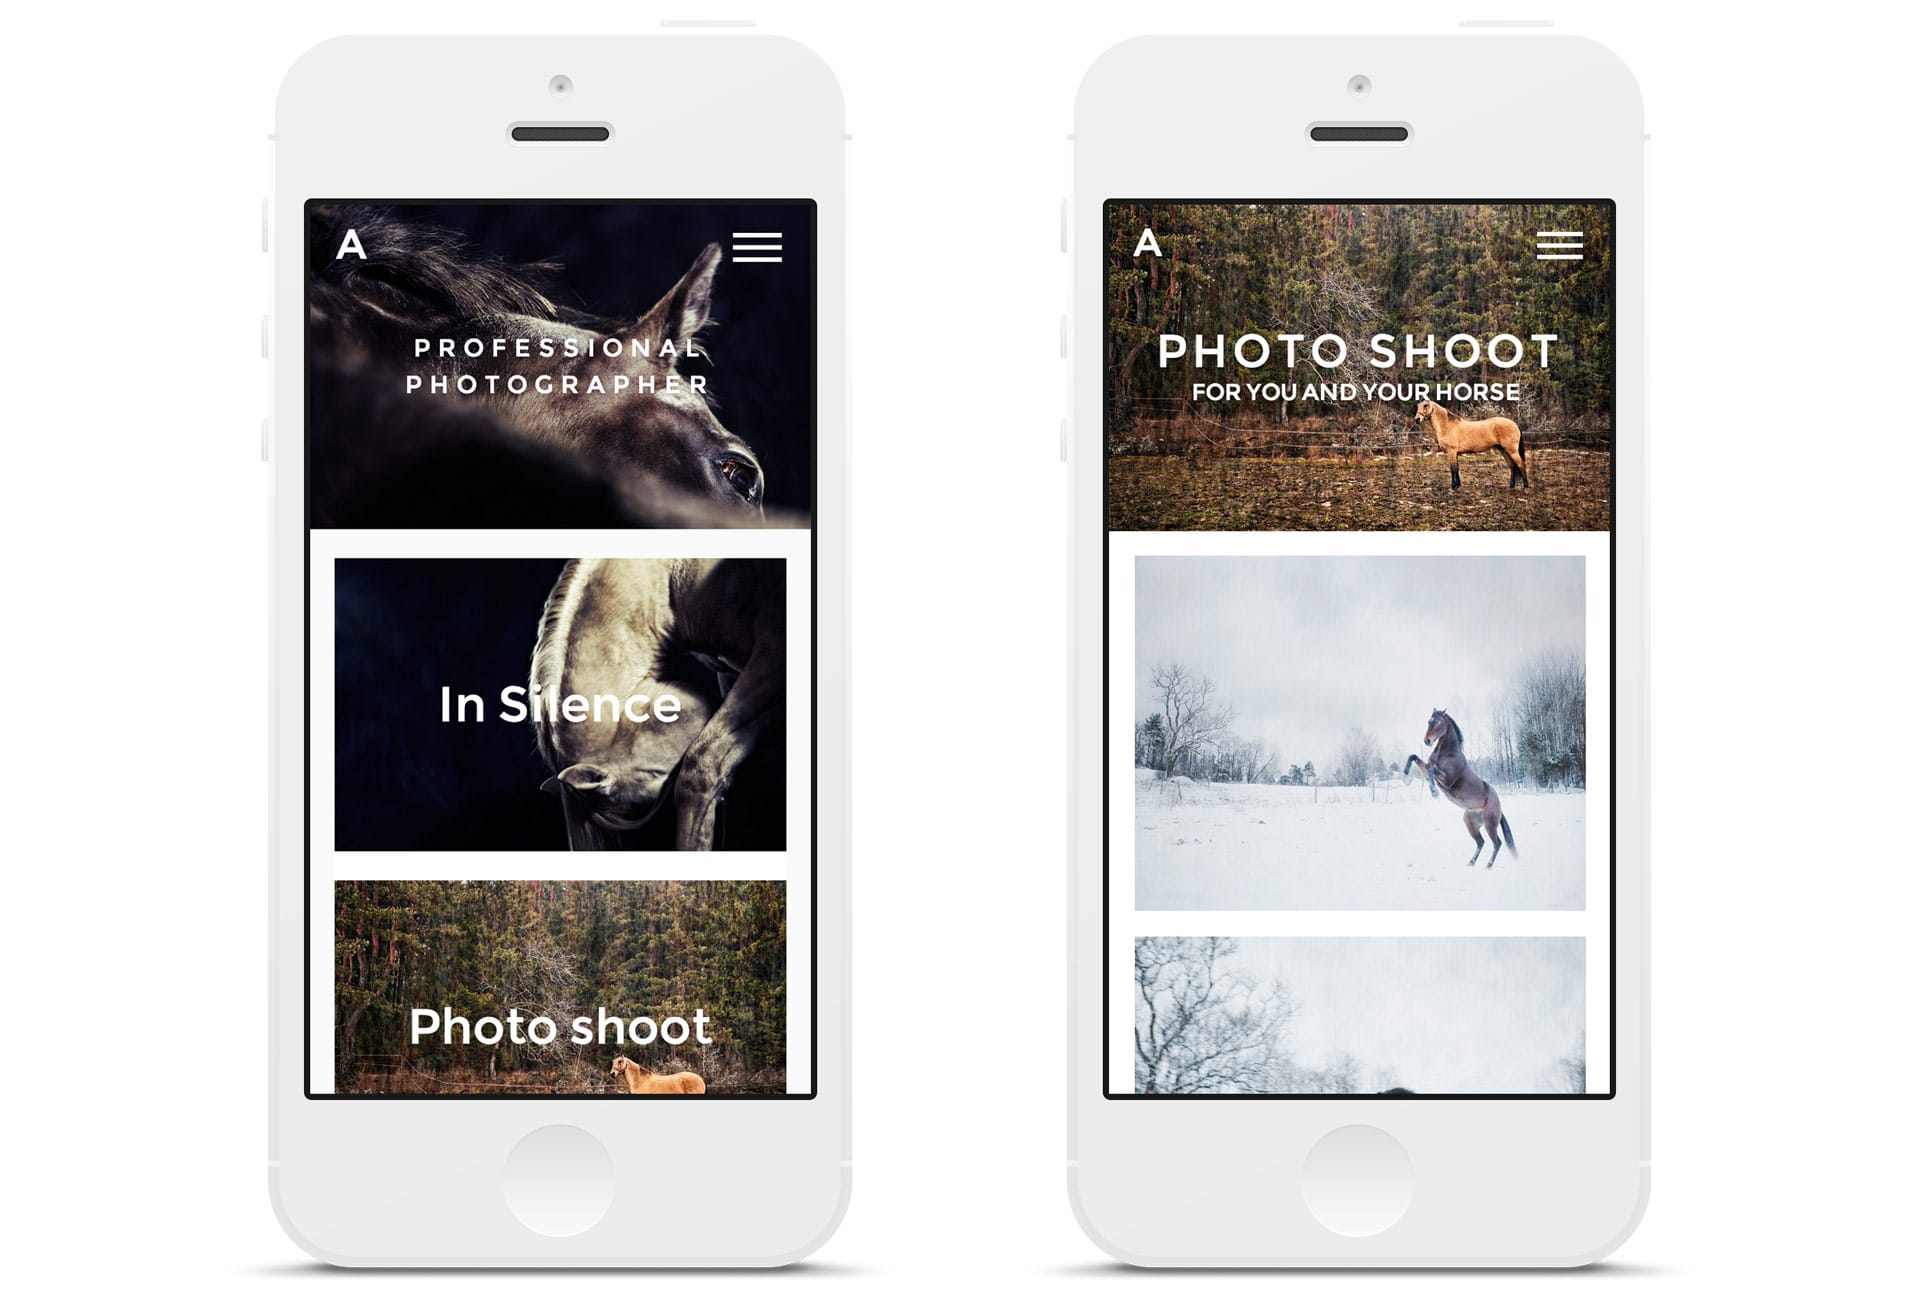 A
PROFESSIONAL
PHOTOGRAPHER
In Silence
Photo shoot
A
PHOTO SHOOT
FOR YOU AND YOUR HORSE